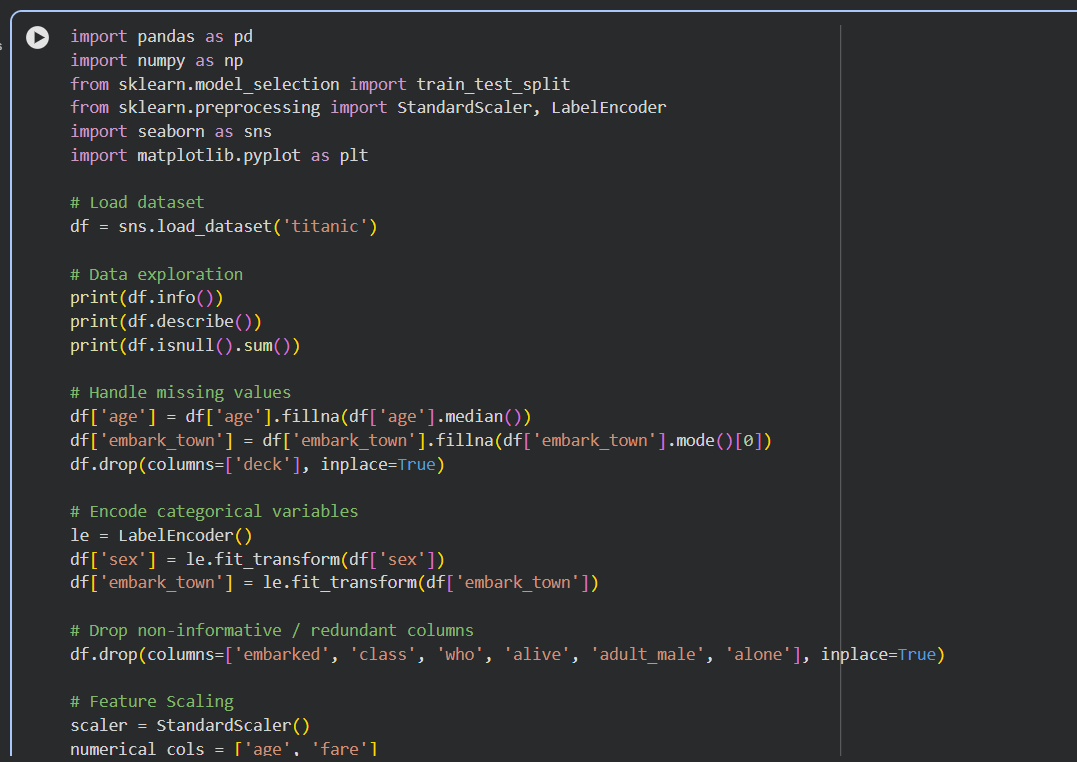 import pandas as pd
import numpy as np
from sklearn.model_selection import train_test_split
from sklearn.preprocessing import StandardScaler, LabelEncoder
import seaborn as sns
import matplotlib.pyplot as plt
# Load dataset
df = sns.load_dataset('titanic')
# Data exploration
print(df.info())
print(df.describe())
print(df.isnull().sum())
# Handle missing values
df['age'] = df['age'].fillna(df['age'].median())
df['embark_town'] = df['embark_town'].fillna(df['embark_town'].mode()[0])
df.drop(columns=['deck'], inplace=True)
# Encode categorical variables
le = LabelEncoder()
df['sex'] = le.fit_transform(df['sex'])
df['embark_town'] = le.fit_transform(df['embark_town'])
# Drop non-informative / redundant columns
df.drop(columns=['embarked', 'class', 'who', 'alive', 'adult_male', 'alone'], inplace=True)
# Feature Scaling
scaler = StandardScaler()
numerical_cols = ['age', 'fare']